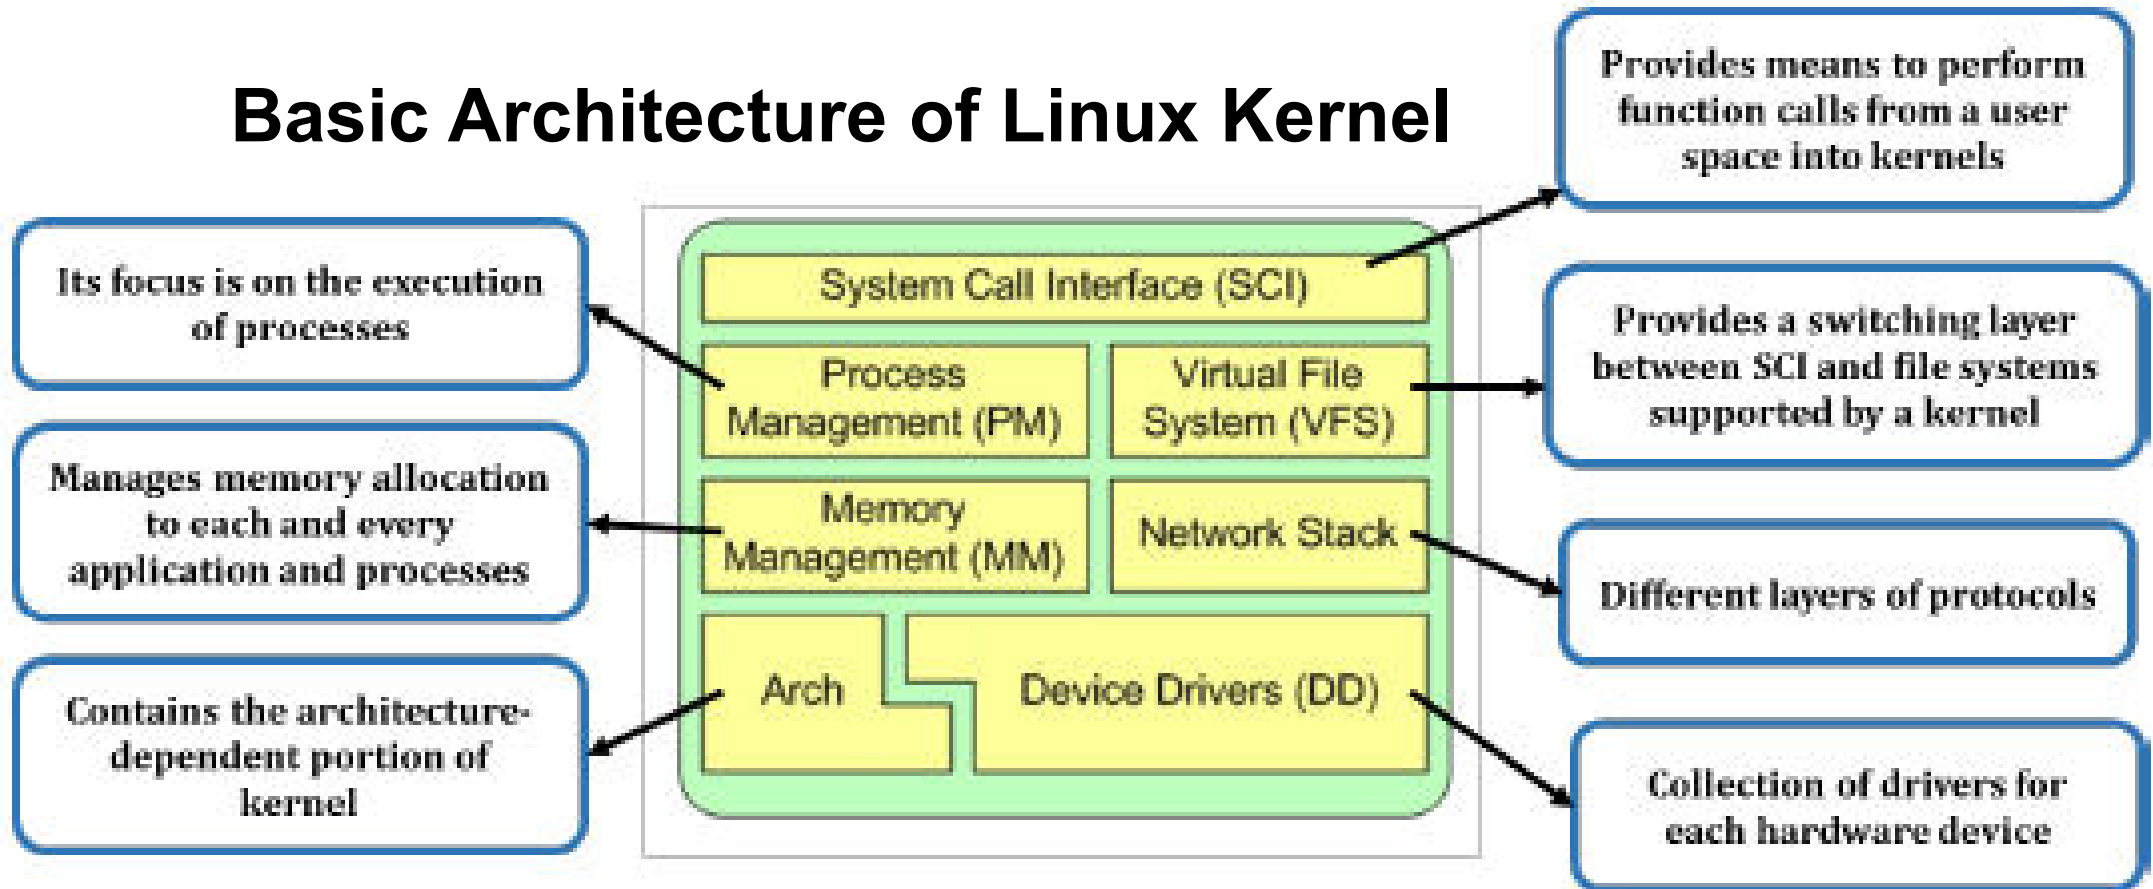 Basic Architecture of Linux Kernel
Provides means to perform
function calls from a user
space into kernels
Its focus is on the execution
of processes
System Call Interface (SCI)
Provides a switching layer
between SCI and file systems
supported by a kernel
Process
Management (PM)
Virtual File
System (VFS)
Manages memory allocation
to each and every
application and processes
Memory
Management (MM)
Network Stack
Different layers of protocols
Contains the architecture-
dependent portion of
kernel
Arch
Device Drivers (DD)
Collection of drivers for
each hardware device